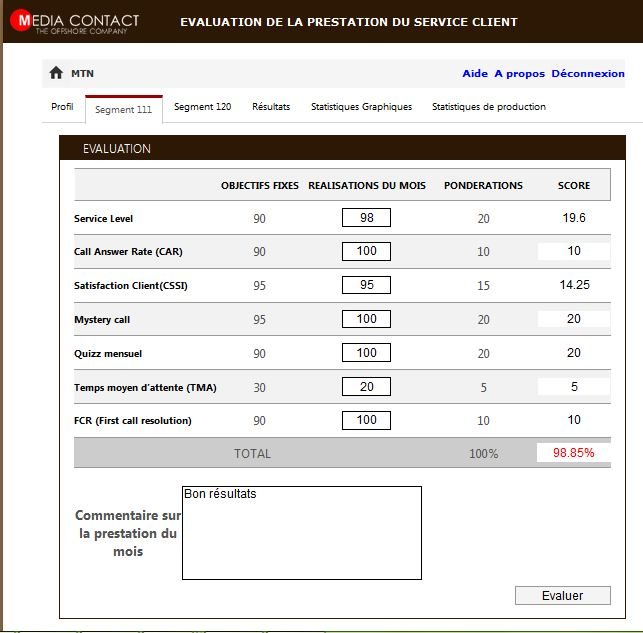 MEDIA CONTACT
THE OFFSHORE COMPANY
EVALUATION DE LA PRESTATION DU SERVICE CLIENT
MTN
Aide A propos Déconnexion
Profil Segment 111 Segment 120 Résultats Statistiques Graphiques Statistiques de production
EVALUATION
OBJECTIFS FIXES REALISATIONS DU MOIS PONDERATIONS SCORE
Service Level 90 98 20 19.6
Call Answer Rate (CAR) 90 100 10 10
Satisfaction Client(CSSI) 95 95 15 14.25
Mystery call 95 100 20 20
Quizz mensuel 90 100 20 20
Temps moyen d'attente (TMA) 30 20 5 5
FCR (First call resolution) 90 100 10 10
TOTAL 100% 98.85%
Bon résultats
Commentaire sur
la prestation du
mois
Evaluer